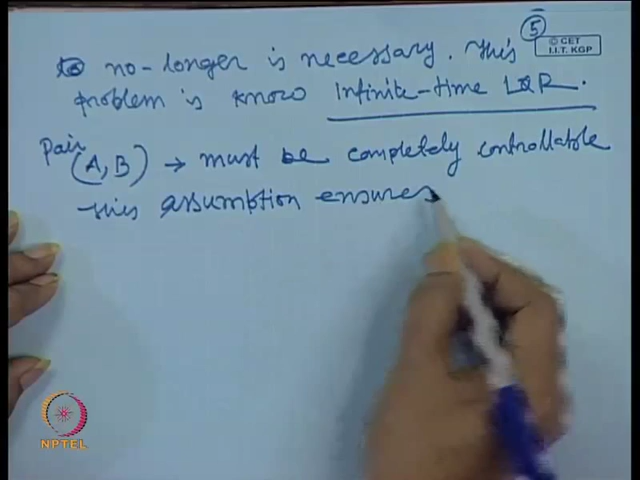 5
© CET
I.I.T. KGP
no-longer is necessary. This
problem is know infinite-time LQR.
Pair
(A, B) → must be completely controllable
this assumption ensures
NPTEL